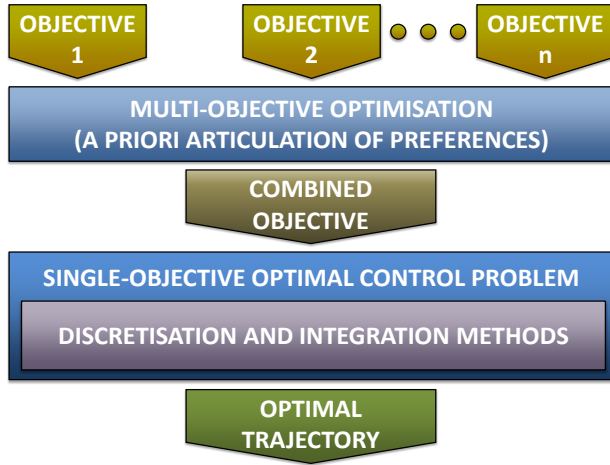 OBJECTIVE
1
OBJECTIVE
2
OBJECTIVE
n
MULTI-OBJECTIVE OPTIMISATION
(A PRIORI ARTICULATION OF PREFERENCES)
COMBINED
OBJECTIVE
SINGLE-OBJECTIVE OPTIMAL CONTROL PROBLEM
DISCRETISATION AND INTEGRATION METHODS
OPTIMAL
TRAJECTORY